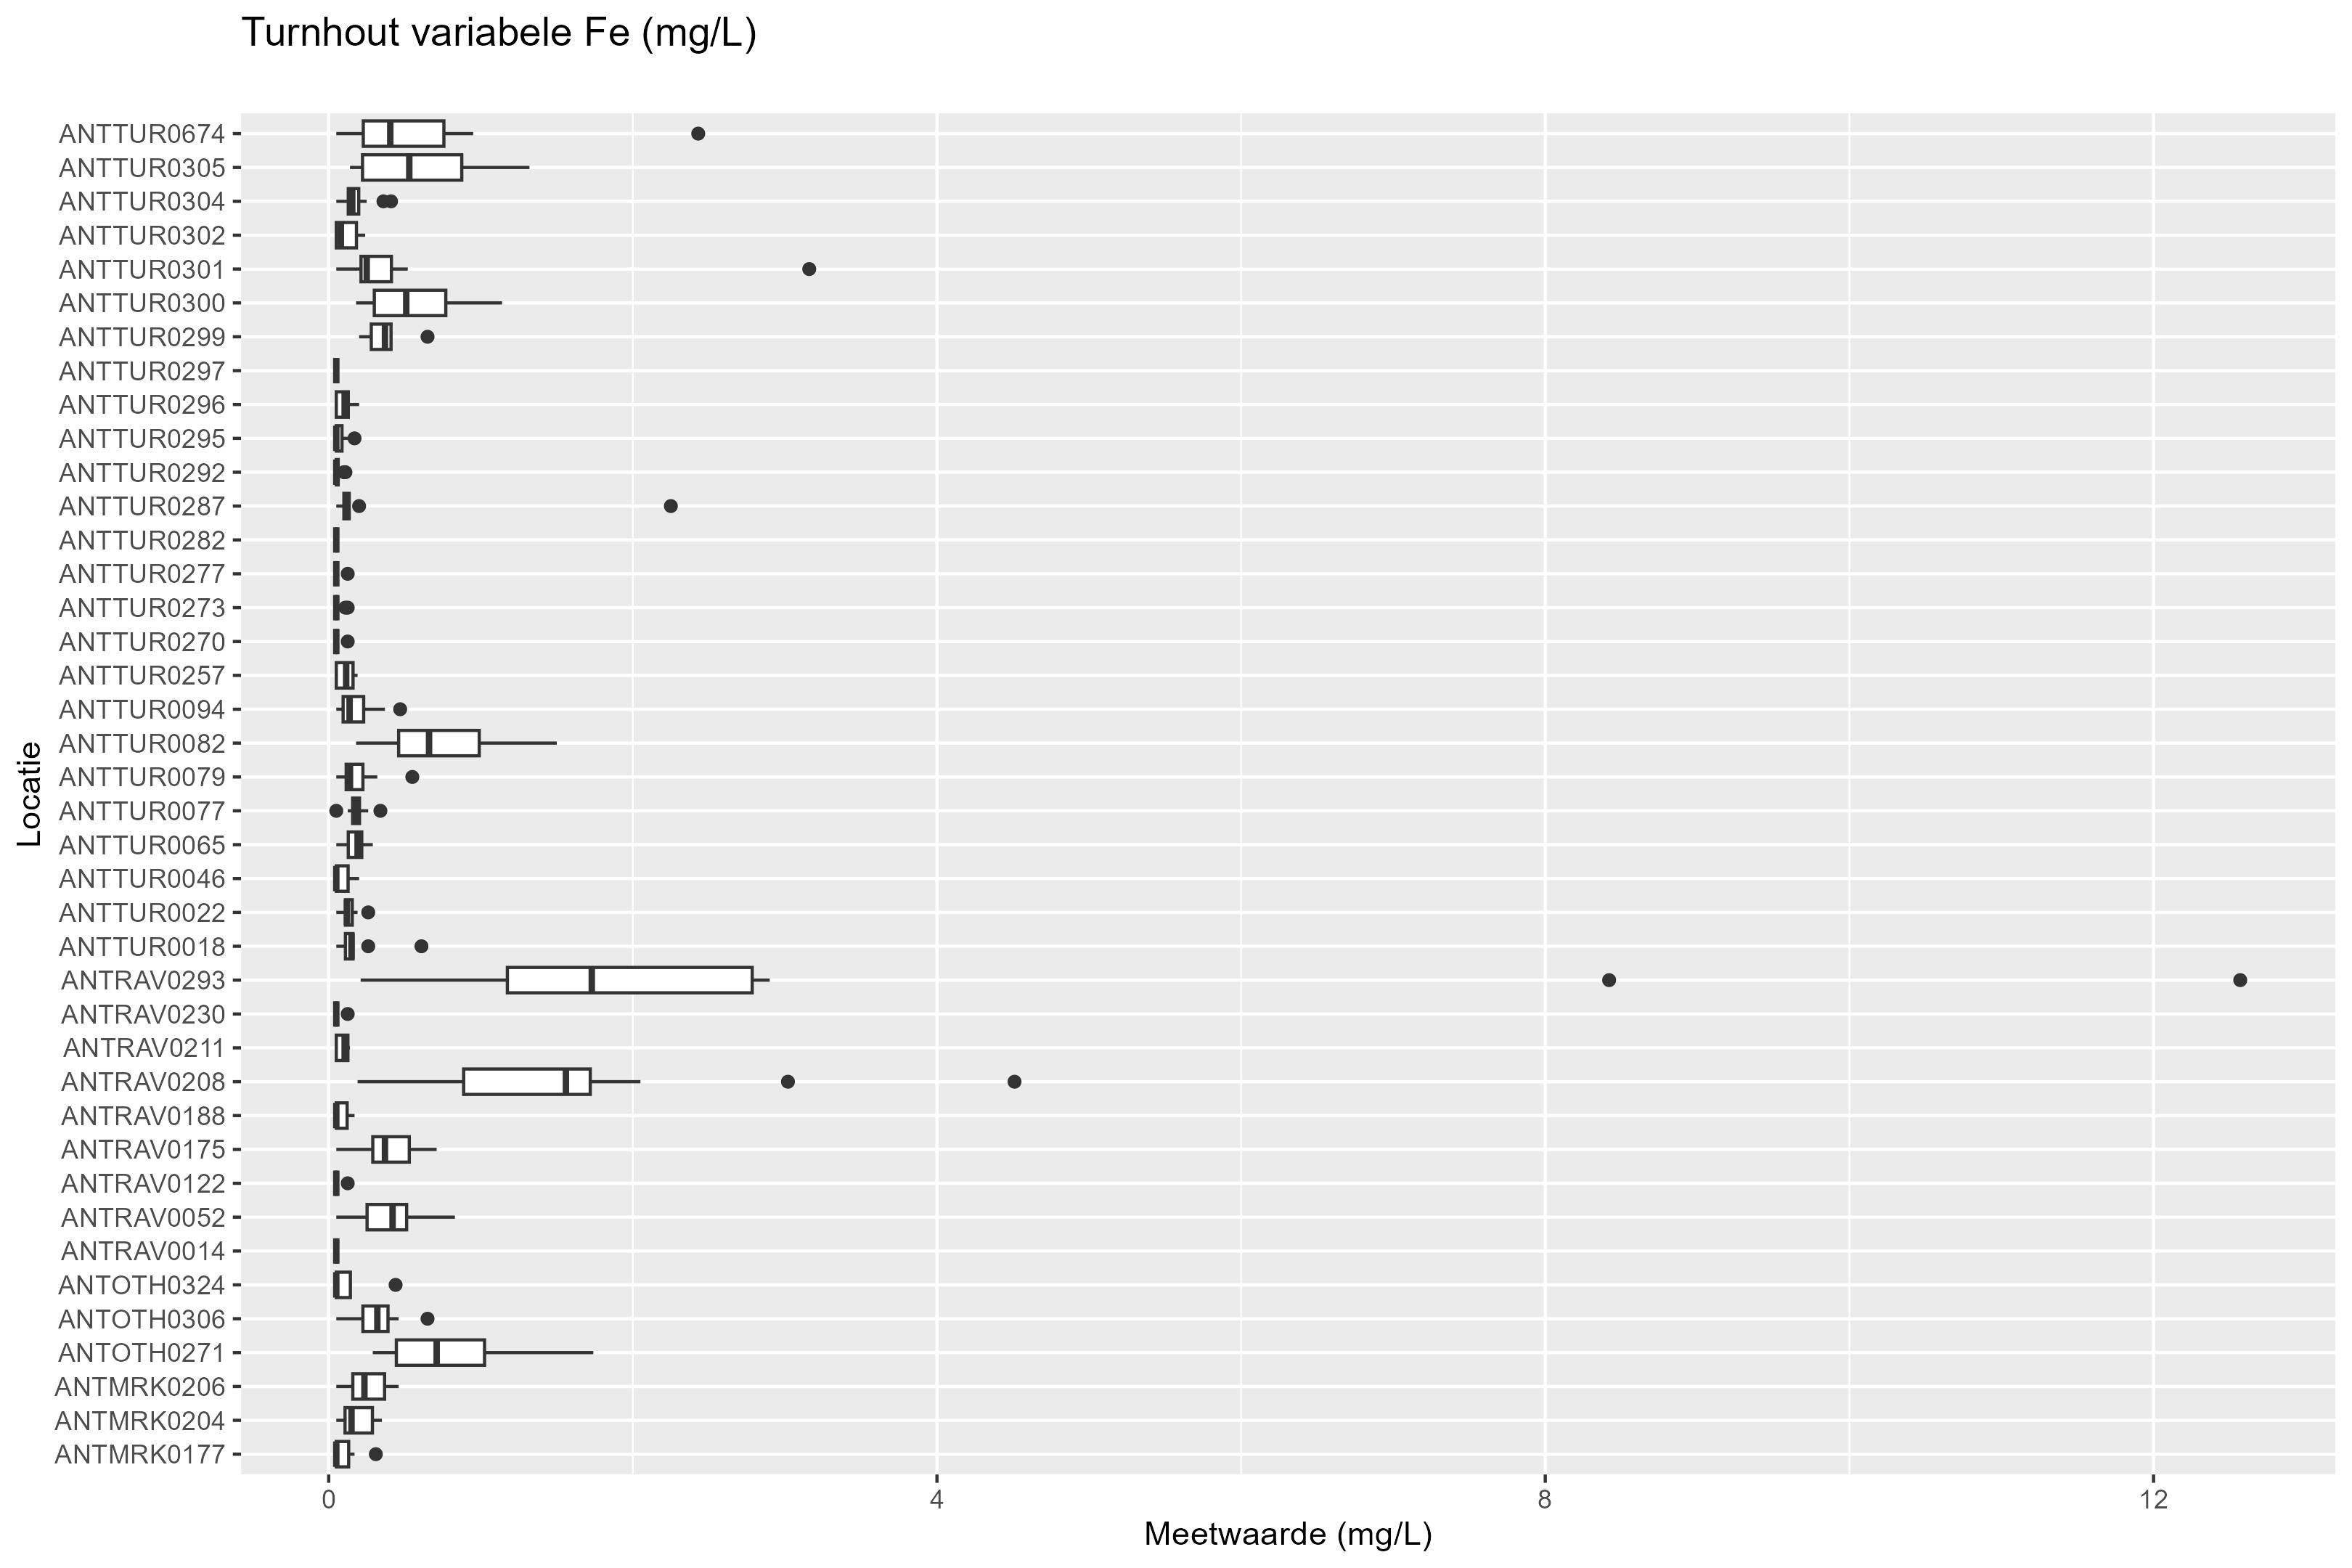 Turnhout variabele Fe (mg/L)
Locatie
ANTTUR0674
ANTTUR0305
ANTTUR0304
ANTTUR0302
ANTTUR0301
ANTTUR0300
ANTTUR0299
ANTTUR0297
ANTTUR0296
ANTTUR0295
ANTTUR0292
ANTTUR0287
ANTTUR0282
ANTTUR0277
ANTTUR0273
ANTTUR0270
ANTTUR0257
ANTTUR0094
ANTTUR0082
ANTTUR0079
ANTTUR0077
ANTTUR0065
ANTTUR0046
ANTTUR0022
ANTTUR0018
ANTRAV0293
ANTRAV0230
ANTRAV0211
ANTRAV0208
ANTRAV0188
ANTRAV0175
ANTRAV0122
ANTRAV0052
ANTRAV0014
ANTOTH0324
ANTOTH0306
ANTOTH0271
ANTMRK0206
ANTMRK0204
ANTMRK0177
0 4 8 12
Meetwaarde (mg/L)